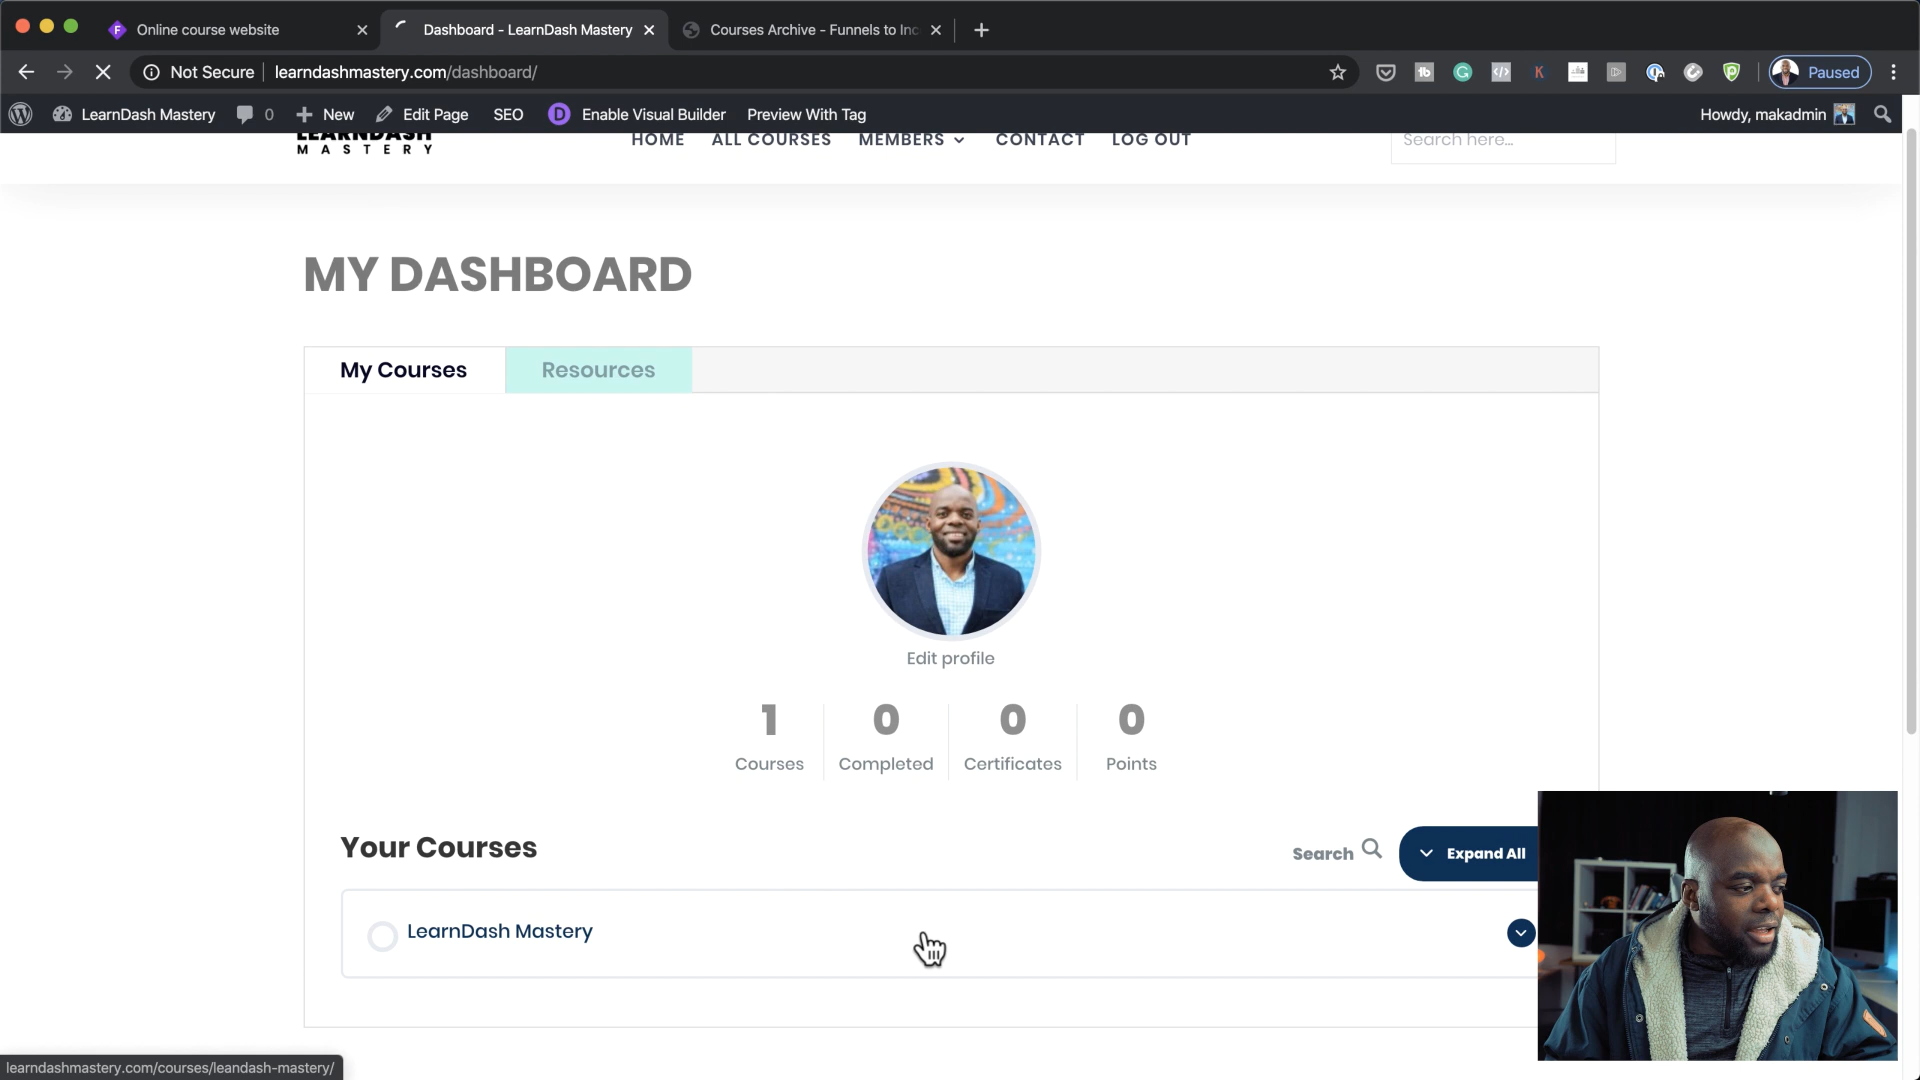 Online course website
Dashboard - LearnDash Mastery
Courses Archive - Funnels to Inc
Not Secure
learndashmastery.com/dashboard/
Paused
LearnDash Mastery
0
New
Edit Page
SEO
Enable Visual Builder
Preview With Tag
Howdy, makadmin
LEARNDASH
MASTERY
HOME
ALL COURSES
MEMBERS
CONTACT
LOG OUT
Search here...
MY DASHBOARD
My Courses
Resources
Edit profile
1
0
0
0
Courses
Completed
Certificates
Points
Your Courses
Search
Expand All
LearnDash Mastery
learndashmastery.com/courses/leandash-mastery/